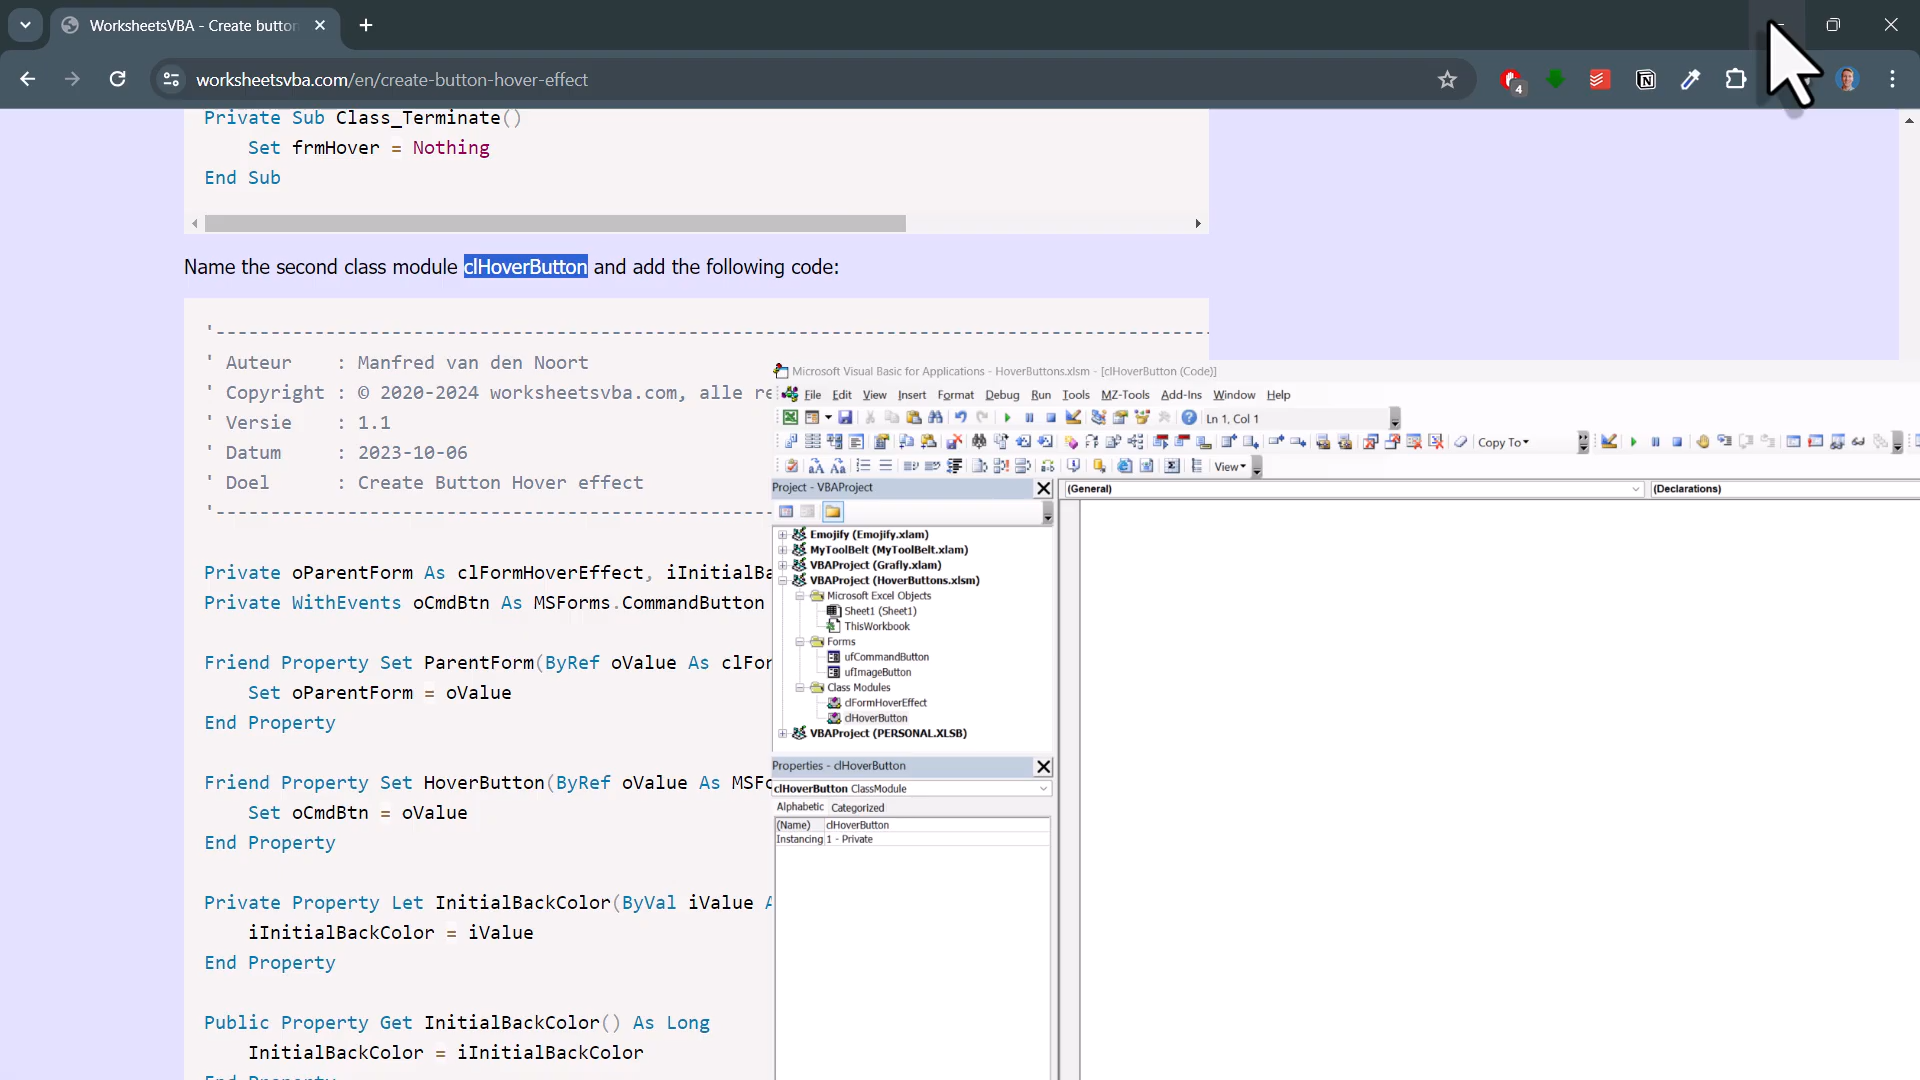 WorksheetsVBA - Create button
worksheetsvba.com/en/create-button-hover-effect
4
Private Sub Class_Terminate()
Set frmHover = Nothing
End Sub
Name the second class module clHoverButton and add the following code:
'------------------------------------------------------------------------------------------
' Auteur : Manfred van den Noort
' Copyright : © 2020-2024 worksheetsvba.com, alle re
' Versie : 1.1
' Datum : 2023-10-06
' Doel : Create Button Hover effect
'----------------------------------------------------
Private oParentForm As clFormHoverEffect, iInitialBa
Private WithEvents oCmdBtn As MSForms.CommandButton
Friend Property Set ParentForm(ByRef oValue As clFor
Set oParentForm = oValue
End Property
Friend Property Set HoverButton(ByRef oValue As MSFo
Set oCmdBtn = oValue
End Property
Private Property Let InitialBackColor(ByVal iValue A
iInitialBackColor = iValue
End Property
Public Property Get InitialBackColor() As Long
InitialBackColor = iInitialBackColor
End Property
Microsoft Visual Basic for Applications - HoverButtons.xlsm - [clHoverButton (Code)]
File Edit View Insert Format Debug Run Tools MZ-Tools Add-Ins Window Help
Ln 1, Col 1
Copy To
View
Project - VBAProject
(General)
(Declarations)
Emojify (Emojify.xlam)
MyToolBelt (MyToolBelt.xlam)
VBAProject (Grafly.xlam)
VBAProject (HoverButtons.xlsm)
Microsoft Excel Objects
Sheet1 (Sheet1)
ThisWorkbook
Forms
ufCommandButton
ufImageButton
Class Modules
clFormHoverEffect
clHoverButton
VBAProject (PERSONAL.XLSB)
Properties - clHoverButton
clHoverButton ClassModule
Alphabetic Categorized
(Name) clHoverButton
Instancing 1 - Private